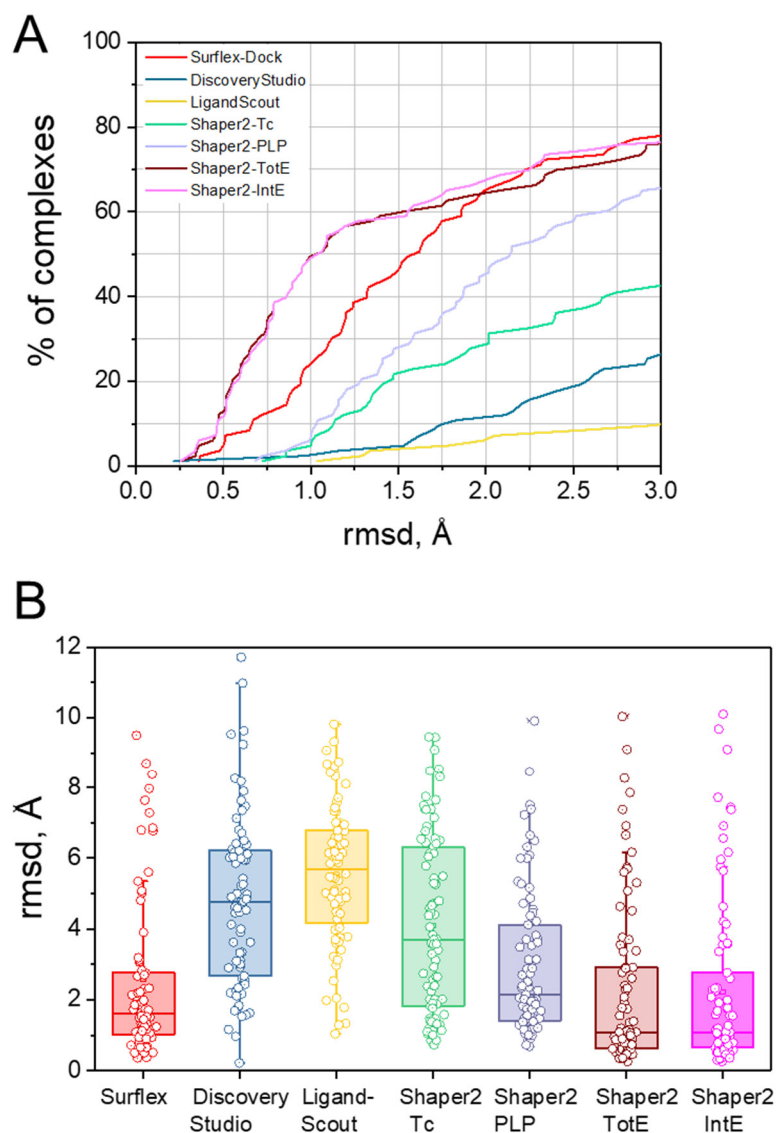 A
100
80
60
40
20
0
% of complexes
Surflex-Dock
DiscoveryStudio
LigandScout
Shaper2-Tc
Shaper2-PLP
Shaper2-TotE
Shaper2-IntE
0.0 0.5 1.0 1.5 2.0 2.5 3.0
rmsd, Å
B
12
10
8
6
4
2
0
rmsd, Å
Surflex Discovery Ligand- Shaper2 Shaper2 Shaper2 Shaper2
Studio Scout Tc PLP TotE IntE